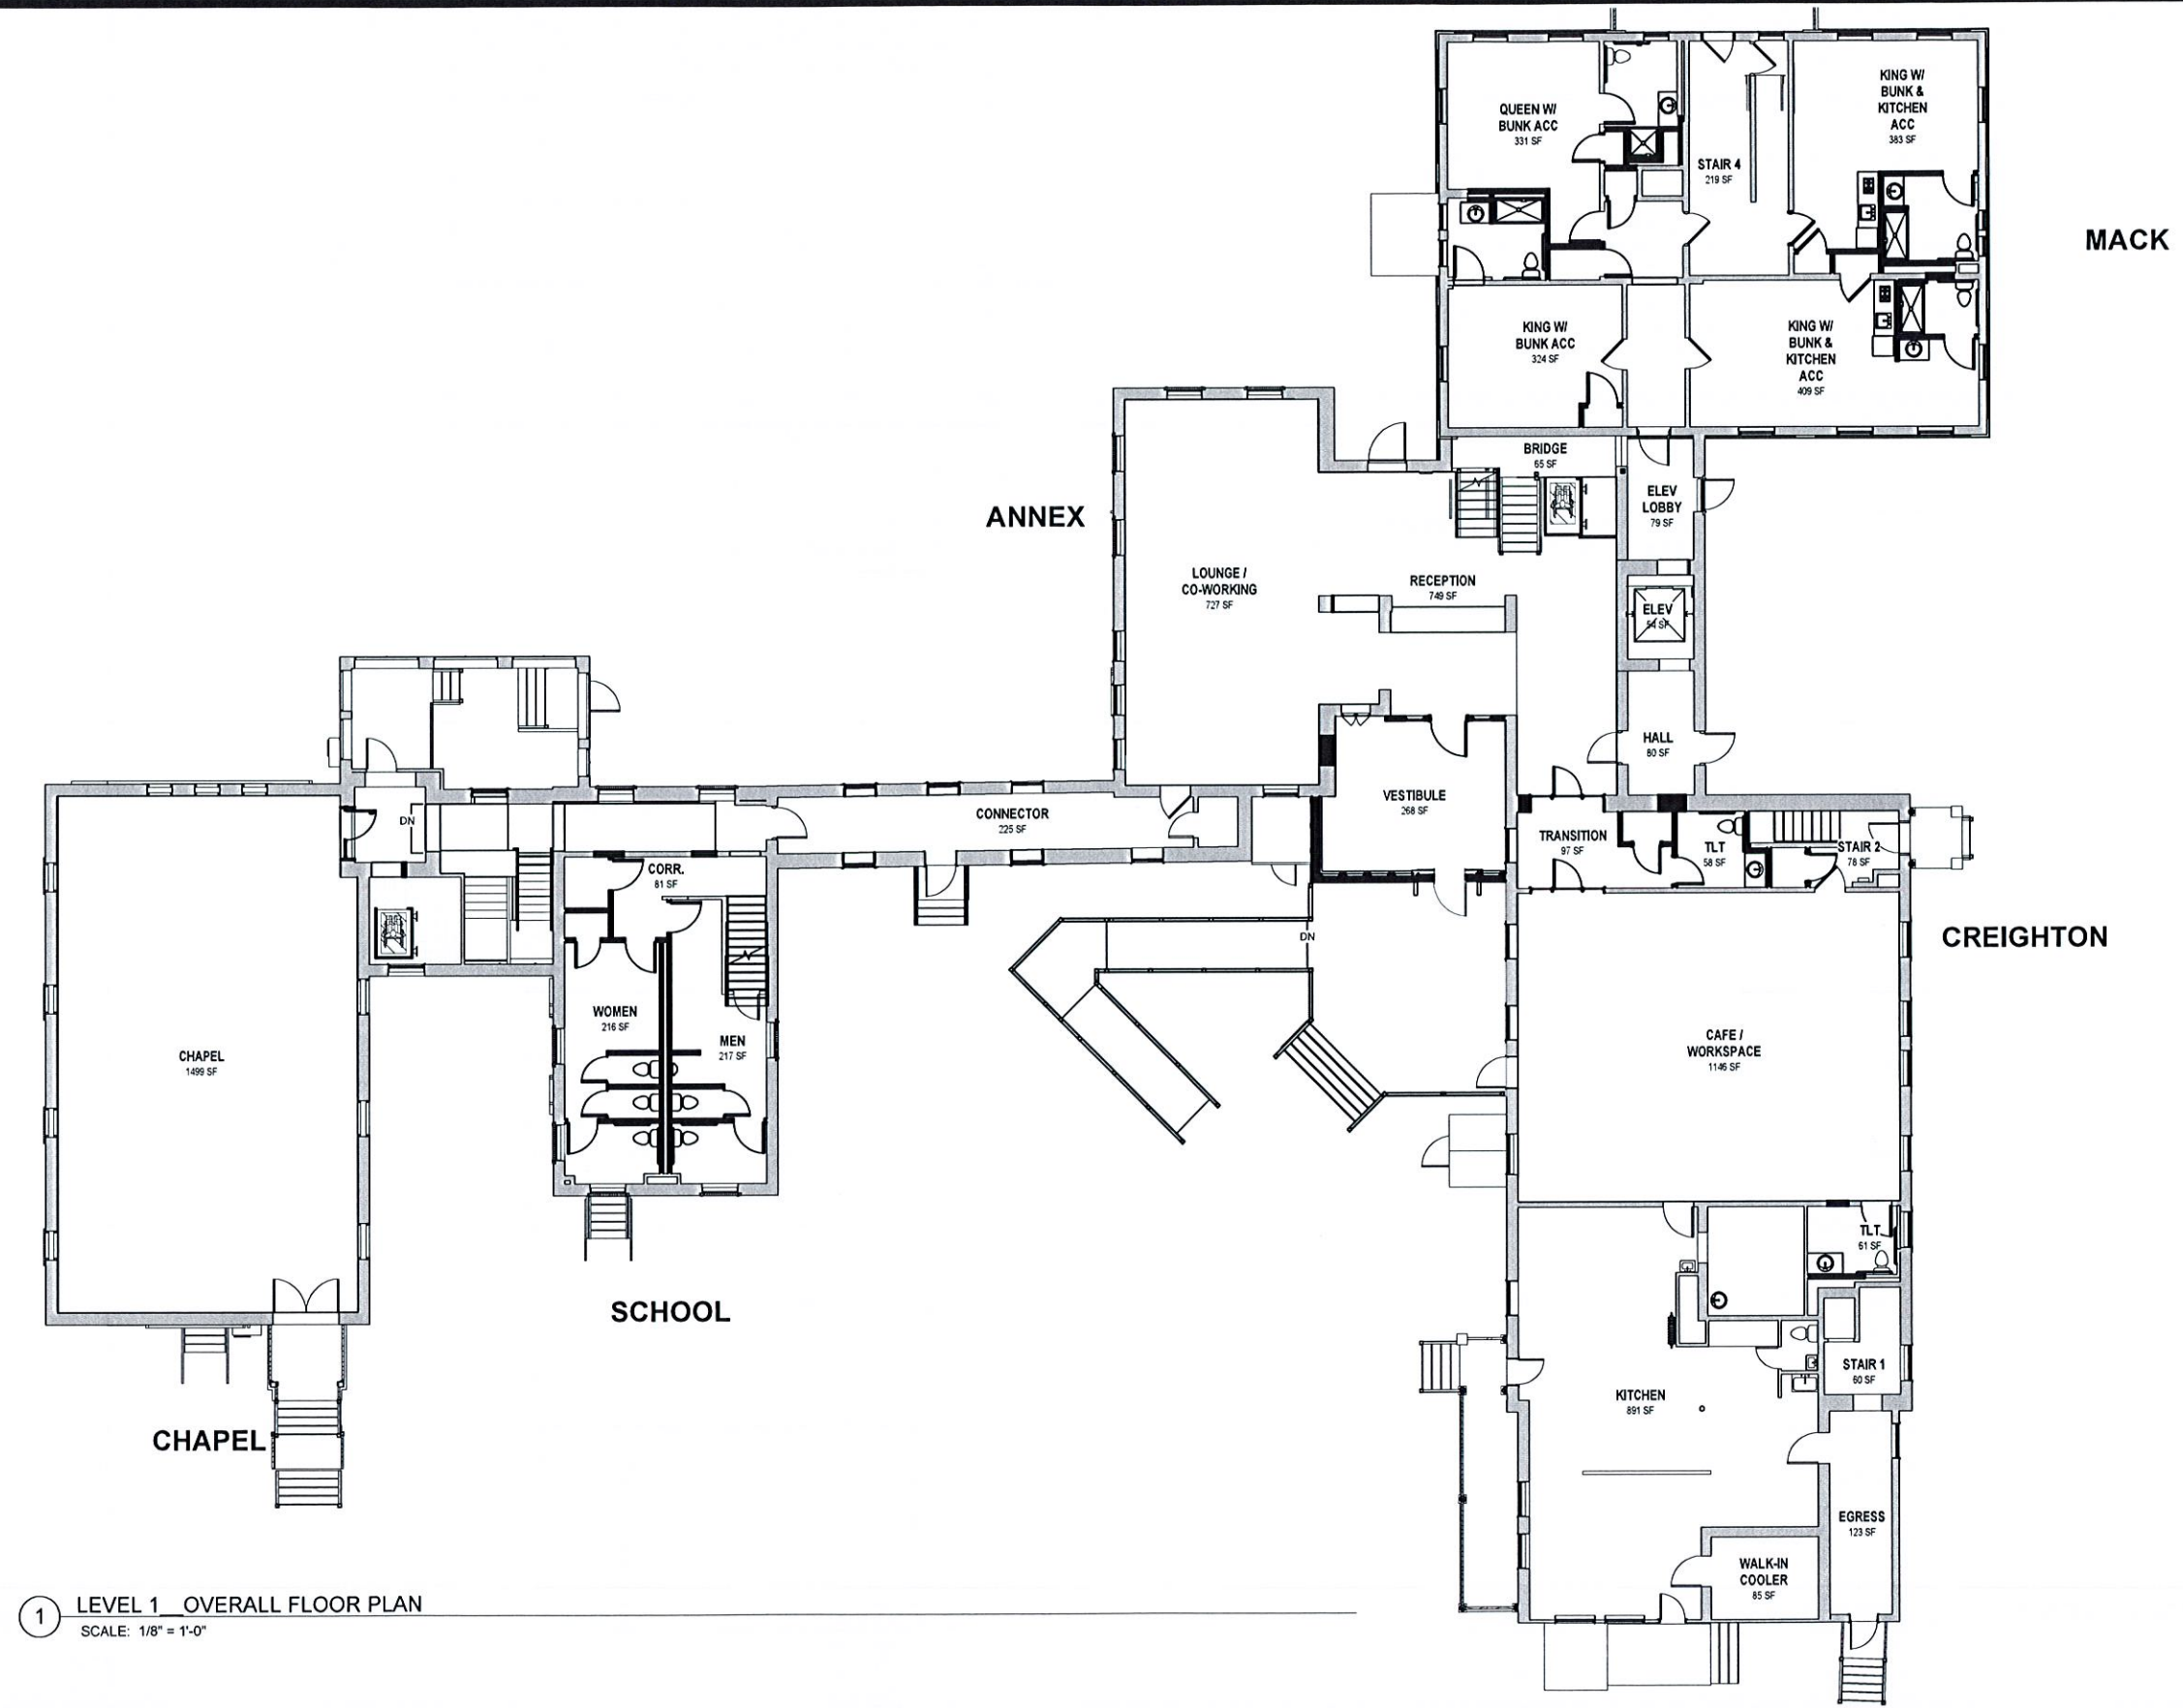 QUEEN W/
BUNK ACC
331 SF
STAIR 4
219 SF
KING W/
BUNK &
KITCHEN
ACC
383 SF
MACK
KING W/
BUNK ACC
324 SF
KING W/
BUNK &
KITCHEN
ACC
409 SF
BRIDGE
65 SF
ELEV
LOBBY
79 SF
ANNEX
LOUNGE /
CO-WORKING
727 SF
RECEPTION
749 SF
ELEV
54 SF
HALL
80 SF
VESTIBULE
268 SF
CONNECTOR
225 SF
DN
TRANSITION
97 SF
TLT
58 SF
STAIR 2
78 SF
CORR.
81 SF
DN
CREIGHTON
WOMEN
216 SF
MEN
217 SF
CHAPEL
1499 SF
CAFE /
WORKSPACE
1146 SF
TLT
61 SF
SCHOOL
STAIR 1
60 SF
KITCHEN
891 SF
CHAPEL
EGRESS
123 SF
WALK-IN
COOLER
85 SF
1 LEVEL 1__OVERALL FLOOR PLAN
SCALE: 1/8" = 1'-0"